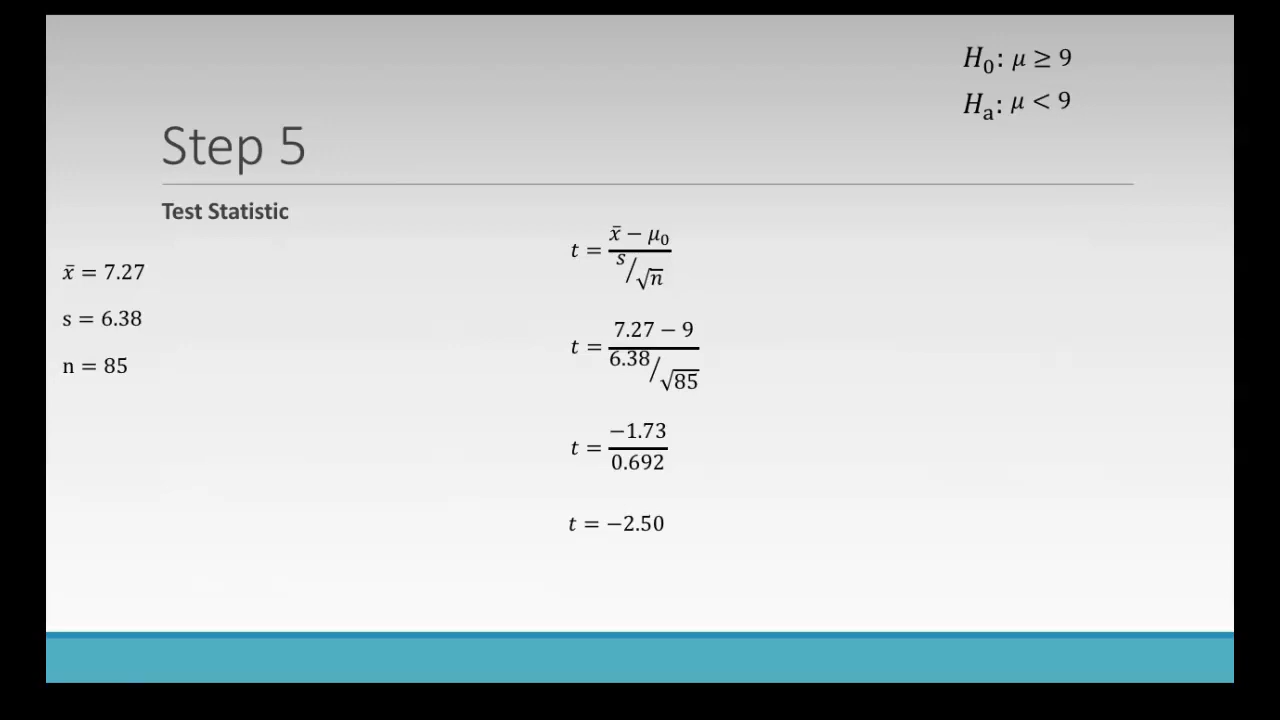 H₀: μ ≥ 9
Hₐ: μ < 9
Step 5
Test Statistic
x̄ = 7.27
s = 6.38
n = 85
t = (x̄ − μ₀) / (s/√n)
t = (7.27 − 9) / (6.38/√85)
t = −1.73 / 0.692
t = −2.50